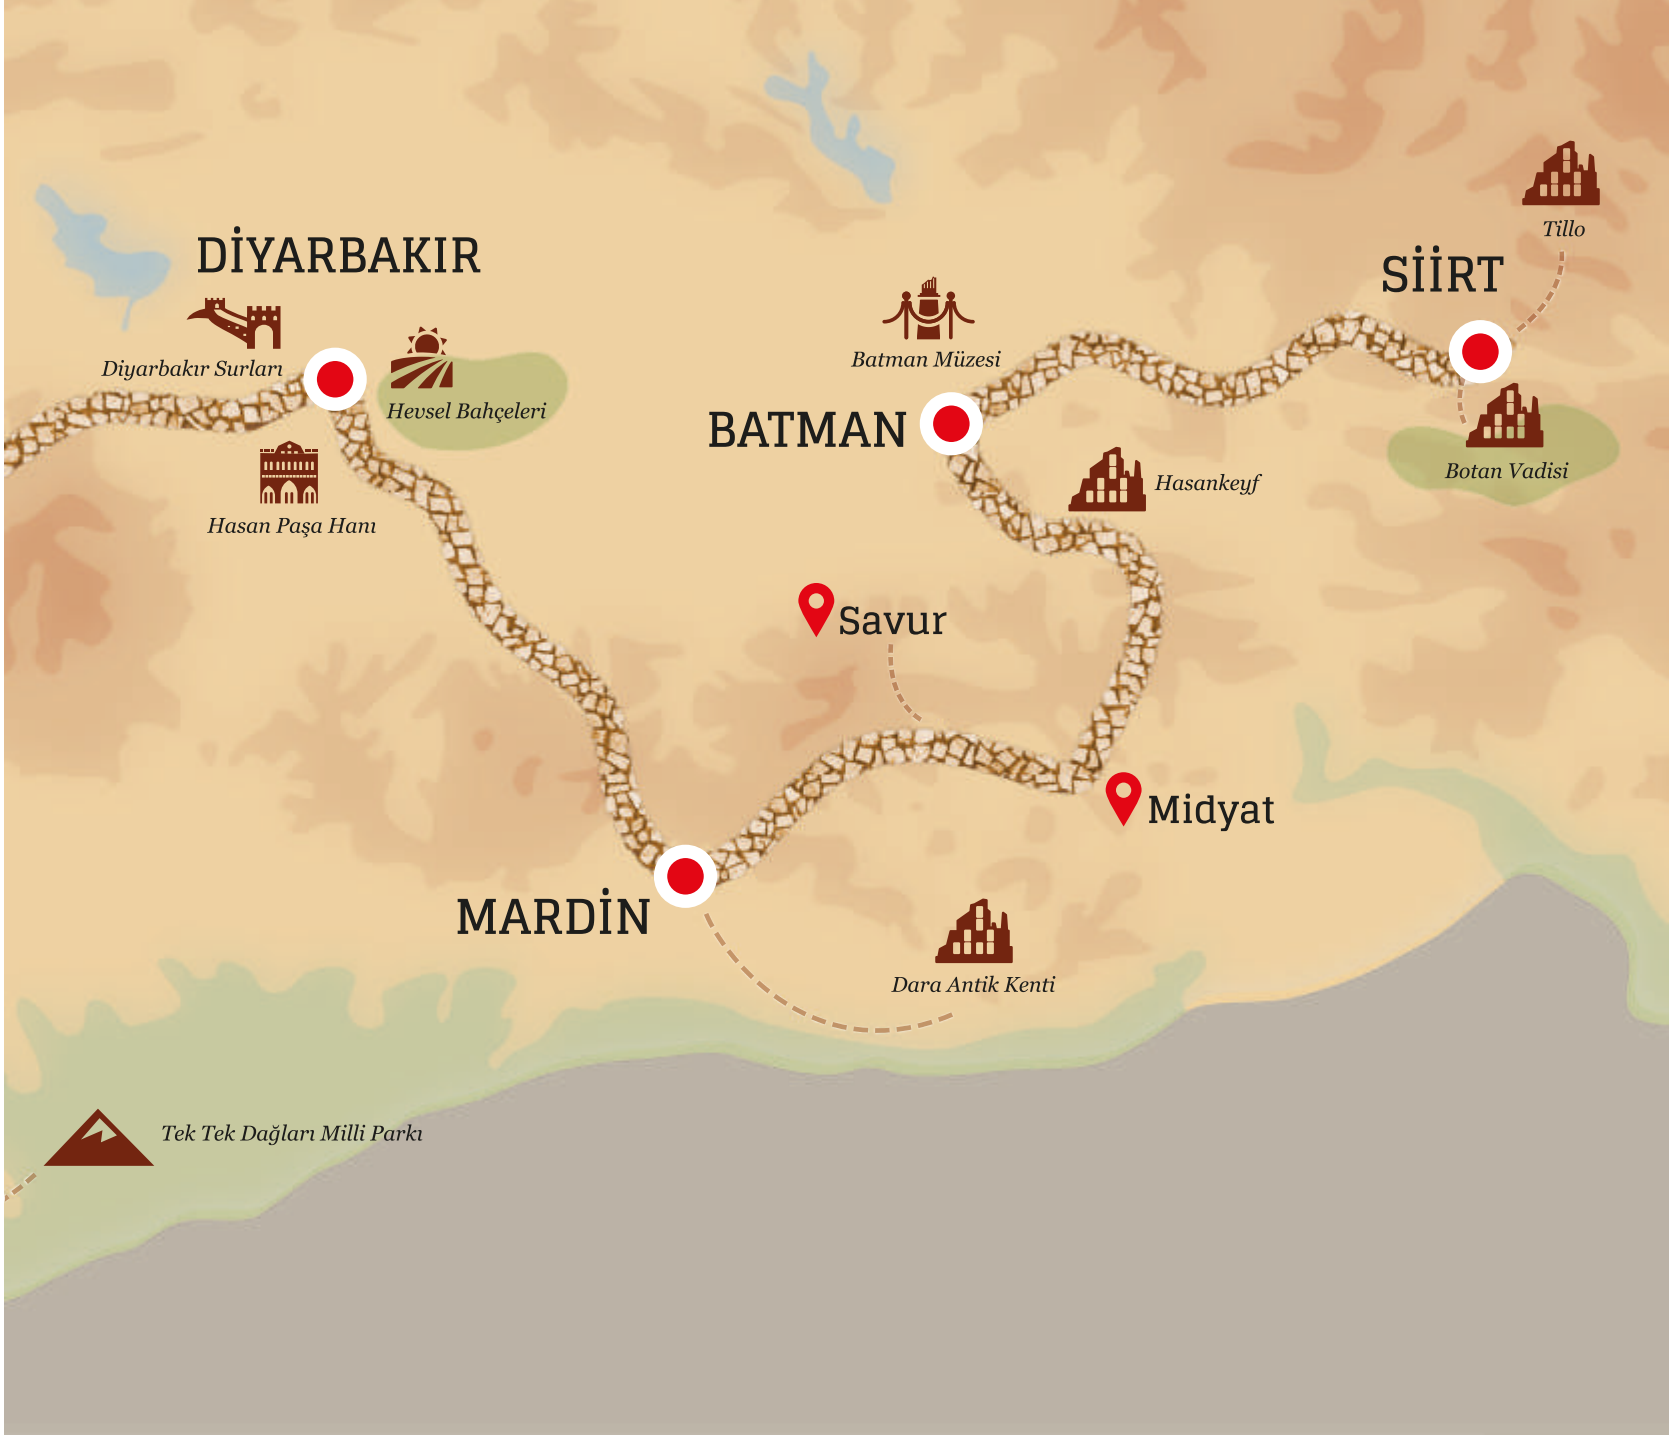 Tillo
DİYARBAKIR
SİİRT
Diyarbakır Surları
Batman Müzesi
Hevsel Bahçeleri
BATMAN
Botan Vadisi
Hasankeyf
Hasan Paşa Hanı
Savur
Midyat
MARDİN
Dara Antik Kenti
Tek Tek Dağları Milli Parkı